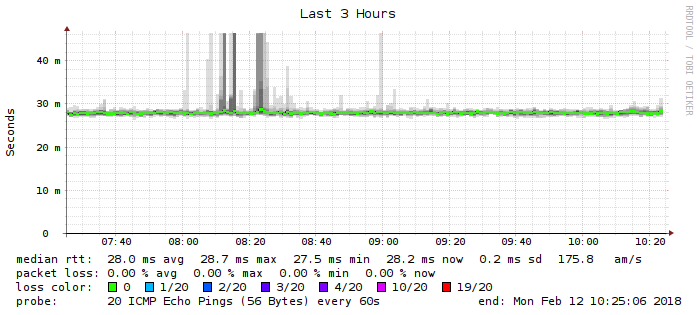 Last 3 Hours
RRDTOOL / TOBI OETIKER
Seconds
40 m
30 m
20 m
10 m
0
07:40 08:00 08:20 08:40 09:00 09:20 09:40 10:00 10:20
median rtt: 28.0 ms avg 28.7 ms max 27.5 ms min 28.2 ms now 0.2 ms sd 175.8 am/s
packet loss: 0.00 % avg 0.00 % max 0.00 % min 0.00 % now
loss color: 0 1/20 2/20 3/20 4/20 10/20 19/20
probe: 20 ICMP Echo Pings (56 Bytes) every 60s end: Mon Feb 12 10:25:06 2018